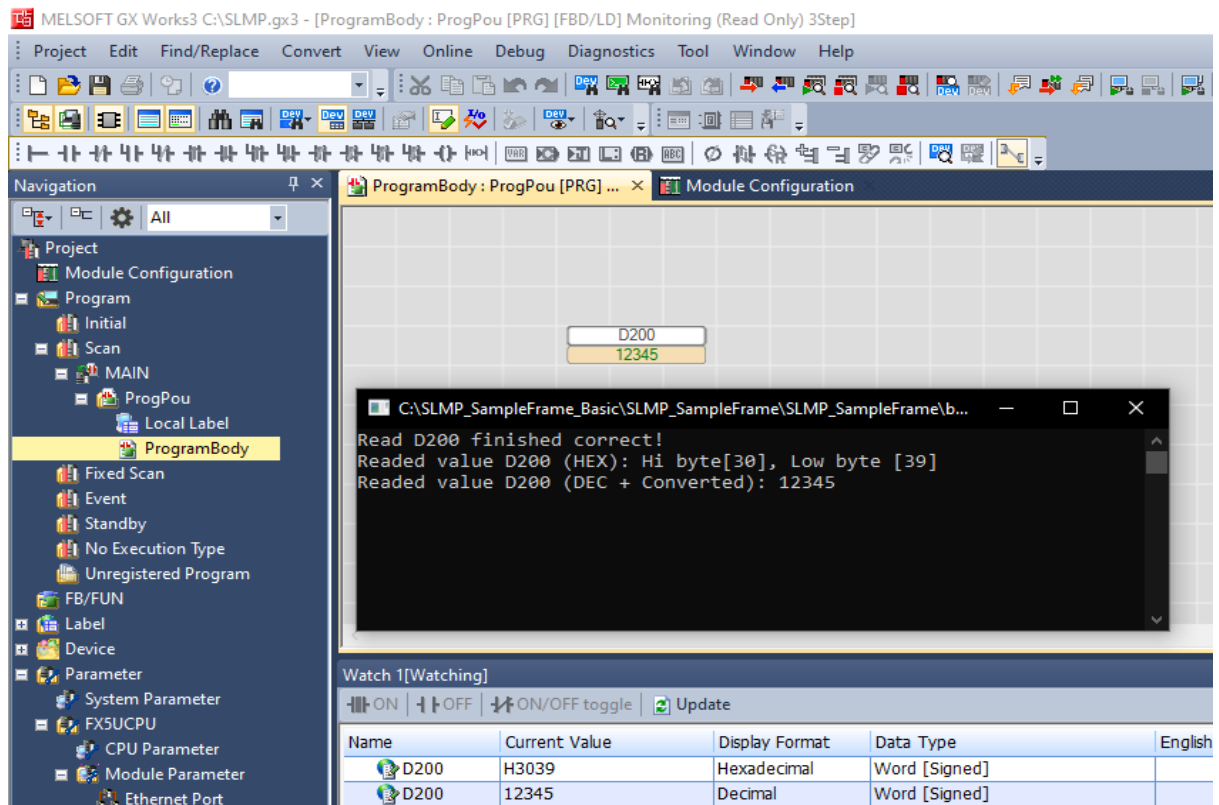 MELSOFT GX Works3 C:\SLMP.gx3 - [ProgramBody : ProgPou [PRG] [FBD/LD] Monitoring (Read Only) 3Step]
Project Edit Find/Replace Convert View Online Debug Diagnostics Tool Window Help
Navigation
All
Project
Module Configuration
Program
Initial
Scan
MAIN
ProgPou
Local Label
ProgramBody
Fixed Scan
Event
Standby
No Execution Type
Unregistered Program
FB/FUN
Label
Device
Parameter
System Parameter
FX5UCPU
CPU Parameter
Module Parameter
Ethernet Port
ProgramBody : ProgPou [PRG] ... Module Configuration
D200
12345
C:\SLMP_SampleFrame_Basic\SLMP_SampleFrame\SLMP_SampleFrame\b...
Read D200 finished correct!
Readed value D200 (HEX): Hi byte[30], Low byte [39]
Readed value D200 (DEC + Converted): 12345
Watch 1[Watching]
ON OFF ON/OFF toggle Update
Name Current Value Display Format Data Type English
D200 H3039 Hexadecimal Word [Signed]
D200 12345 Decimal Word [Signed]